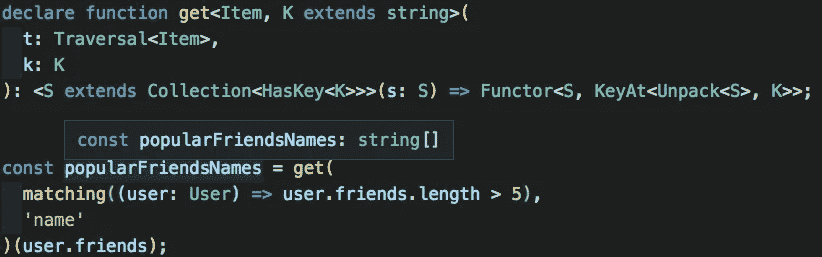 declare function get<Item, K extends string>(
  t: Traversal<Item>,
  k: K
): <S extends Collection<HasKey<K>>>(s: S) => Functor<S, KeyAt<Unpack<S>, K>>;
const popularFriendsNames: string[]
const popularFriendsNames = get(
  matching((user: User) => user.friends.length > 5),
  'name'
)(user.friends);